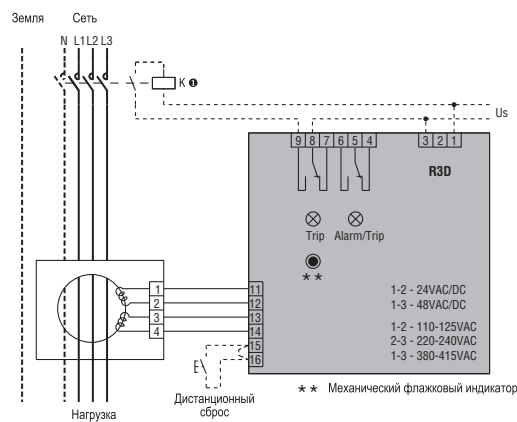 Земля
Сеть
N L1 L2 L3
K ❶
Us
9 8 7 6 5 4
3 2 1
R3D
Trip
Alarm/Trip
**
1
2
3
4
11
12
13
14
15
16
1-2 - 24VAC/DC
1-3 - 48VAC/DC
1-2 - 110-125VAC
2-3 - 220-240VAC
1-3 - 380-415VAC
E
Дистанционный
сброс
** Механический флажковый индикатор
Нагрузка